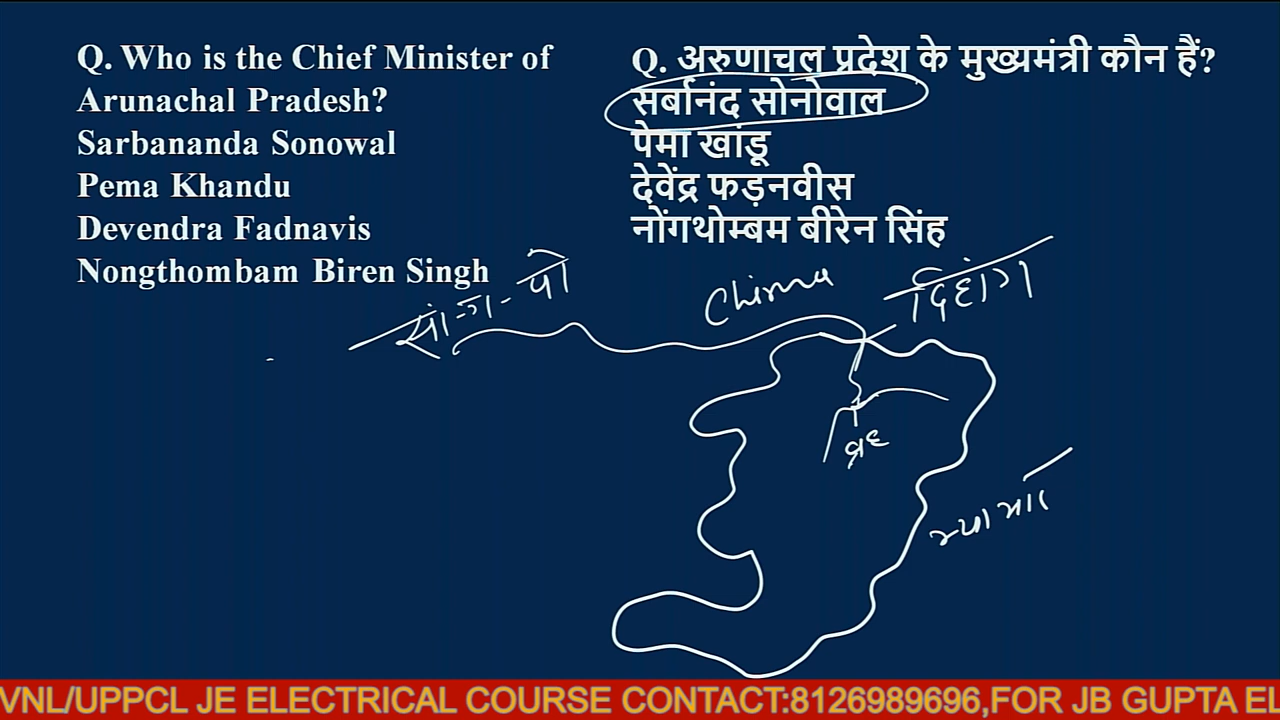 Q. Who is the Chief Minister of
Arunachal Pradesh?
Sarbananda Sonowal
Pema Khandu
Devendra Fadnavis
Nongthombam Biren Singh
Q. अरुणाचल प्रदेश के मुख्यमंत्री कौन हैं?
सर्बानंद सोनोवाल
पेमा खांडू
देवेंद्र फड़नवीस
नोंगथोम्बम बीरेन सिंह
सांग-पो
China
दिहांग
VNL/UPPCL JE ELECTRICAL COURSE CONTACT:8126989696,FOR JB GUPTA EL